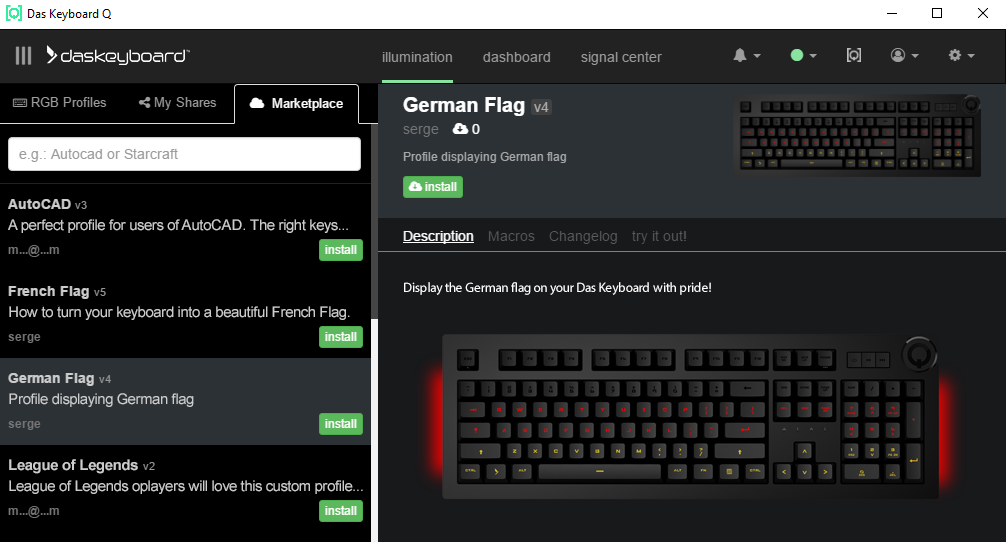 Das Keyboard Q
daskeyboard™
illumination dashboard signal center
RGB Profiles My Shares Marketplace
e.g.: Autocad or Starcraft
AutoCAD v3
A perfect profile for users of AutoCAD. The right keys...
m...@...m install
French Flag v5
How to turn your keyboard into a beautiful French Flag.
serge install
German Flag v4
Profile displaying German flag
serge install
League of Legends v2
League of Legends oplayers will love this custom profile...
m...@...m install
German Flag v4
serge 0
Profile displaying German flag
install
Description Macros Changelog try it out!
Display the German flag on your Das Keyboard with pride!